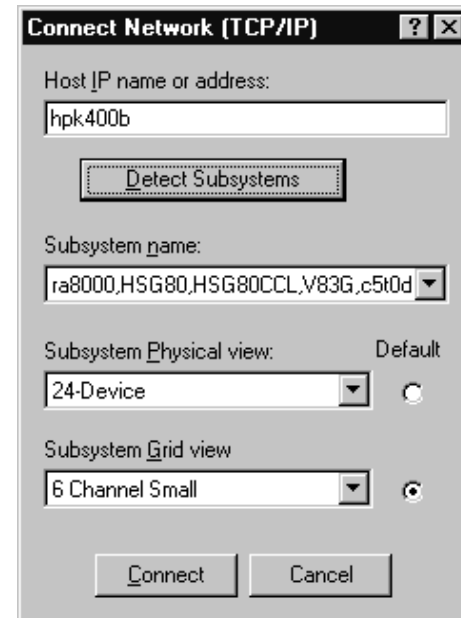 Connect Network (TCP/IP) ? ×
Host IP name or address:
hpk400b
Detect Subsystems
Subsystem name:
ra8000,HSG80,HSG80CCL,V83G,c5t0d
Subsystem Physical view: Default
24-Device
Subsystem Grid view
6 Channel Small
Connect Cancel